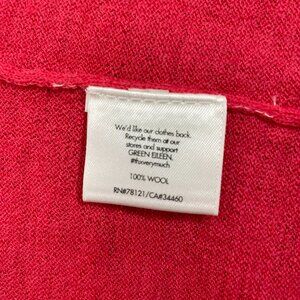 We'd like our clothes back.
Recycle them at our
stores and support
GREEN EILEEN.
#thxverymuch
100% WOOL
RN#78121/CA#34460